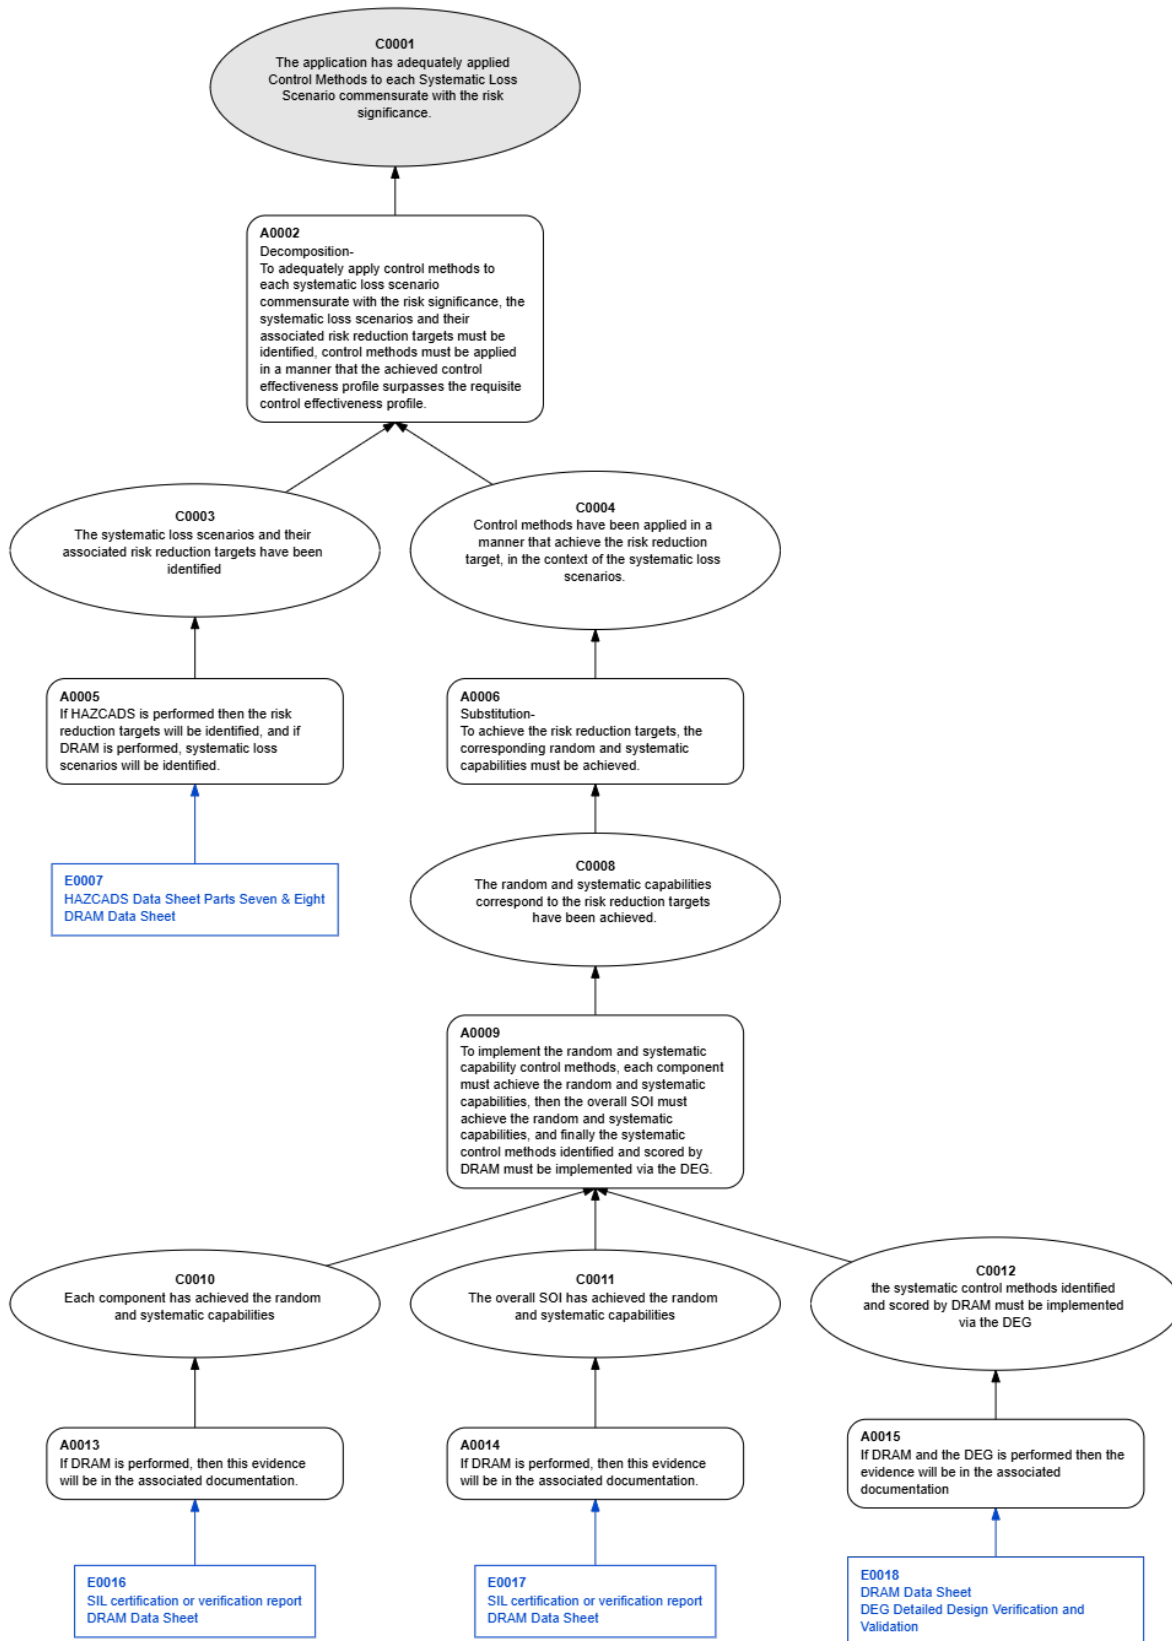 C0001
The application has adequately applied
Control Methods to each Systematic Loss
Scenario commensurate with the risk
significance.
A0002
Decomposition-
To adequately apply control methods to
each systematic loss scenario
commensurate with the risk significance, the
systematic loss scenarios and their
associated risk reduction targets must be
identified, control methods must be applied
in a manner that the achieved control
effectiveness profile surpasses the requisite
control effectiveness profile.
C0003
The systematic loss scenarios and their
associated risk reduction targets have been
identified
C0004
Control methods have been applied in a
manner that achieve the risk reduction
target, in the context of the systematic loss
scenarios.
A0005
If HAZCADS is performed then the risk
reduction targets will be identified, and if
DRAM is performed, systematic loss
scenarios will be identified.
A0006
Substitution-
To achieve the risk reduction targets, the
corresponding random and systematic
capabilities must be achieved.
E0007
HAZCADS Data Sheet Parts Seven & Eight
DRAM Data Sheet
C0008
The random and systematic capabilities
correspond to the risk reduction targets
have been achieved.
A0009
To implement the random and systematic
capability control methods, each component
must achieve the random and systematic
capabilities, then the overall SOI must
achieve the random and systematic
capabilities, and finally the systematic
control methods identified and scored by
DRAM must be implemented via the DEG.
C0010
Each component has achieved the random
and systematic capabilities
C0011
The overall SOI has achieved the random
and systematic capabilities
C0012
the systematic control methods identified
and scored by DRAM must be implemented
via the DEG
A0013
If DRAM is performed, then this evidence
will be in the associated documentation.
A0014
If DRAM is performed, then this evidence
will be in the associated documentation.
A0015
If DRAM and the DEG is performed then the
evidence will be in the associated
documentation
E0016
SIL certification or verification report
DRAM Data Sheet
E0017
SIL certification or verification report
DRAM Data Sheet
E0018
DRAM Data Sheet
DEG Detailed Design Verification and
Validation